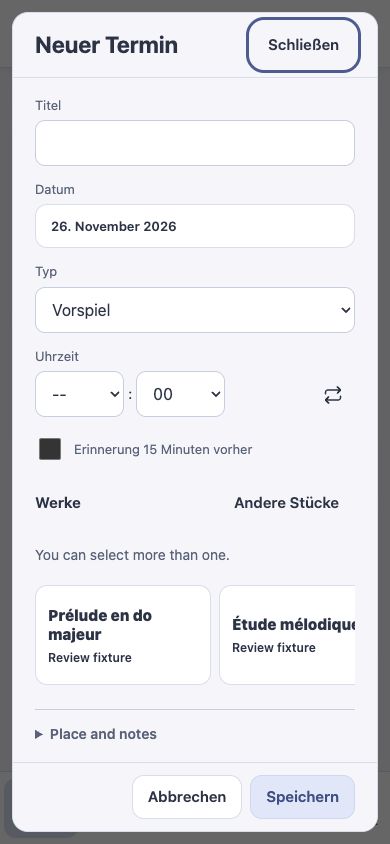 Neuer Termin
Schließen
Titel
Datum
26. November 2026
Typ
Vorspiel
Uhrzeit
-- : 00
Erinnerung 15 Minuten vorher
Werke
Andere Stücke
You can select more than one.
Prélude en do
majeur
Review fixture
Étude mélodique
Review fixture
Place and notes
Abbrechen
Speichern